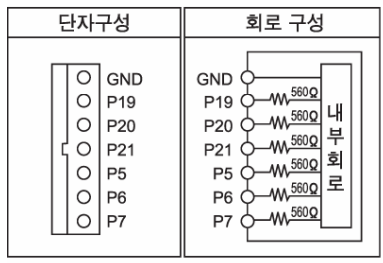 단자구성
GND
P19
P20
P21
P5
P6
P7
회로 구성
GND
P19 560Ω
P20 560Ω
P21 560Ω
P5 560Ω
P6 560Ω
P7 560Ω
내부회로